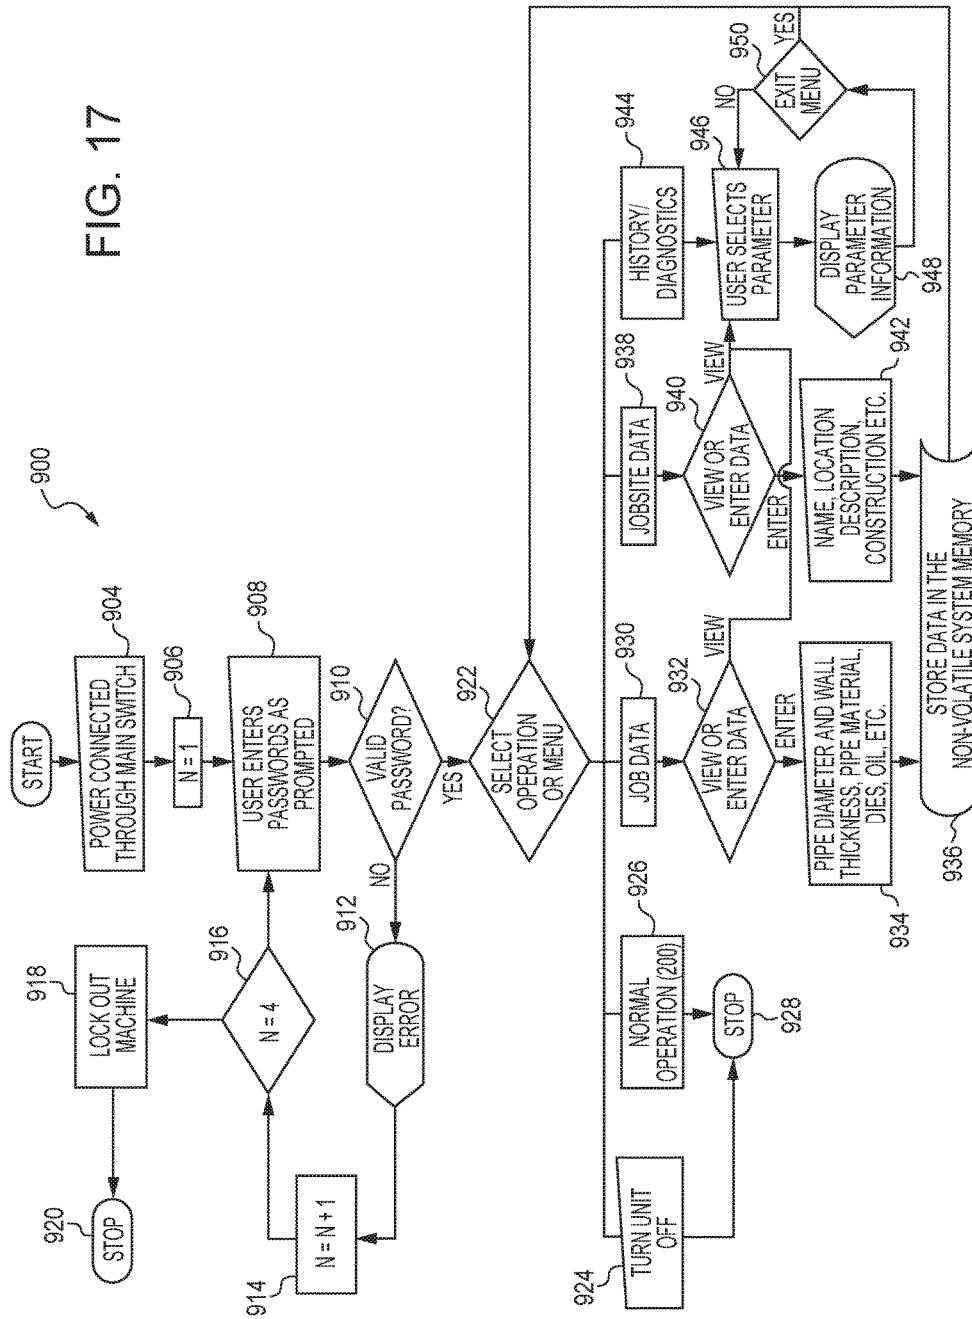 FIG. 17
900
START
POWER CONNECTED
THROUGH MAIN SWITCH
904
N = 1
906
USER ENTERS
PASSWORDS AS
PROMPTED
908
VALID
PASSWORD?
910
NO
YES
DISPLAY
ERROR
912
N = N + 1
914
N = 4
916
LOCK OUT
MACHINE
918
STOP
920
SELECT
OPERATION
OR MENU
922
TURN UNIT
OFF
924
NORMAL
OPERATION (200)
926
STOP
928
JOB DATA
930
VIEW OR
ENTER DATA
932
VIEW
ENTER
PIPE DIAMETER AND WALL
THICKNESS, PIPE MATERIAL,
DIES, OIL, ETC.
934
STORE DATA IN THE
NON-VOLATILE SYSTEM MEMORY
936
JOBSITE DATA
938
VIEW OR
ENTER DATA
940
VIEW
ENTER
NAME, LOCATION
DESCRIPTION,
CONSTRUCTION ETC.
942
HISTORY/
DIAGNOSTICS
944
USER SELECTS
PARAMETER
946
DISPLAY
PARAMETER
INFORMATION
948
EXIT
MENU
950
NO
YES